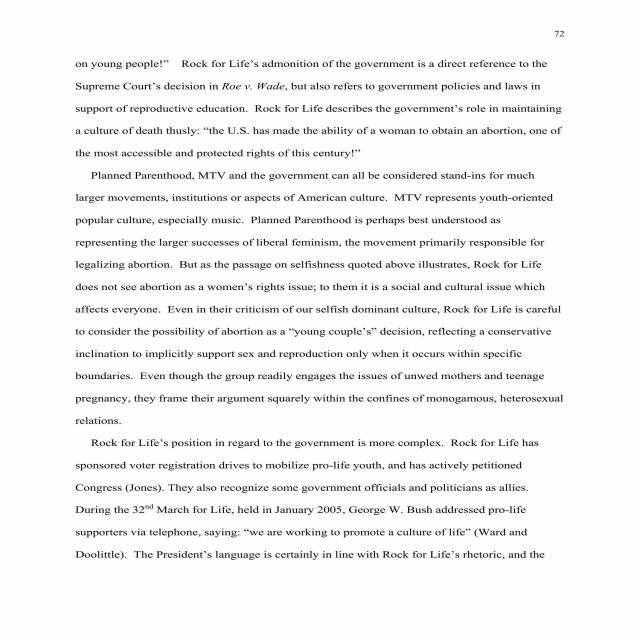 72
on young people!” Rock for Life’s admonition of the government is a direct reference to the
Supreme Court’s decision in Roe v. Wade, but also refers to government policies and laws in
support of reproductive education. Rock for Life describes the government’s role in maintaining
a culture of death thusly: “the U.S. has made the ability of a woman to obtain an abortion, one of
the most accessible and protected rights of this century!”
Planned Parenthood, MTV and the government can all be considered stand-ins for much
larger movements, institutions or aspects of American culture. MTV represents youth-oriented
popular culture, especially music. Planned Parenthood is perhaps best understood as
representing the larger successes of liberal feminism, the movement primarily responsible for
legalizing abortion. But as the passage on selfishness quoted above illustrates, Rock for Life
does not see abortion as a women’s rights issue; to them it is a social and cultural issue which
affects everyone. Even in their criticism of our selfish dominant culture, Rock for Life is careful
to consider the possibility of abortion as a “young couple’s” decision, reflecting a conservative
inclination to implicitly support sex and reproduction only when it occurs within specific
boundaries. Even though the group readily engages the issues of unwed mothers and teenage
pregnancy, they frame their argument squarely within the confines of monogamous, heterosexual
relations.
Rock for Life’s position in regard to the government is more complex. Rock for Life has
sponsored voter registration drives to mobilize pro-life youth, and has actively petitioned
Congress (Jones). They also recognize some government officials and politicians as allies.
During the 32nd March for Life, held in January 2005, George W. Bush addressed pro-life
supporters via telephone, saying: “we are working to promote a culture of life” (Ward and
Doolittle). The President’s language is certainly in line with Rock for Life’s rhetoric, and the